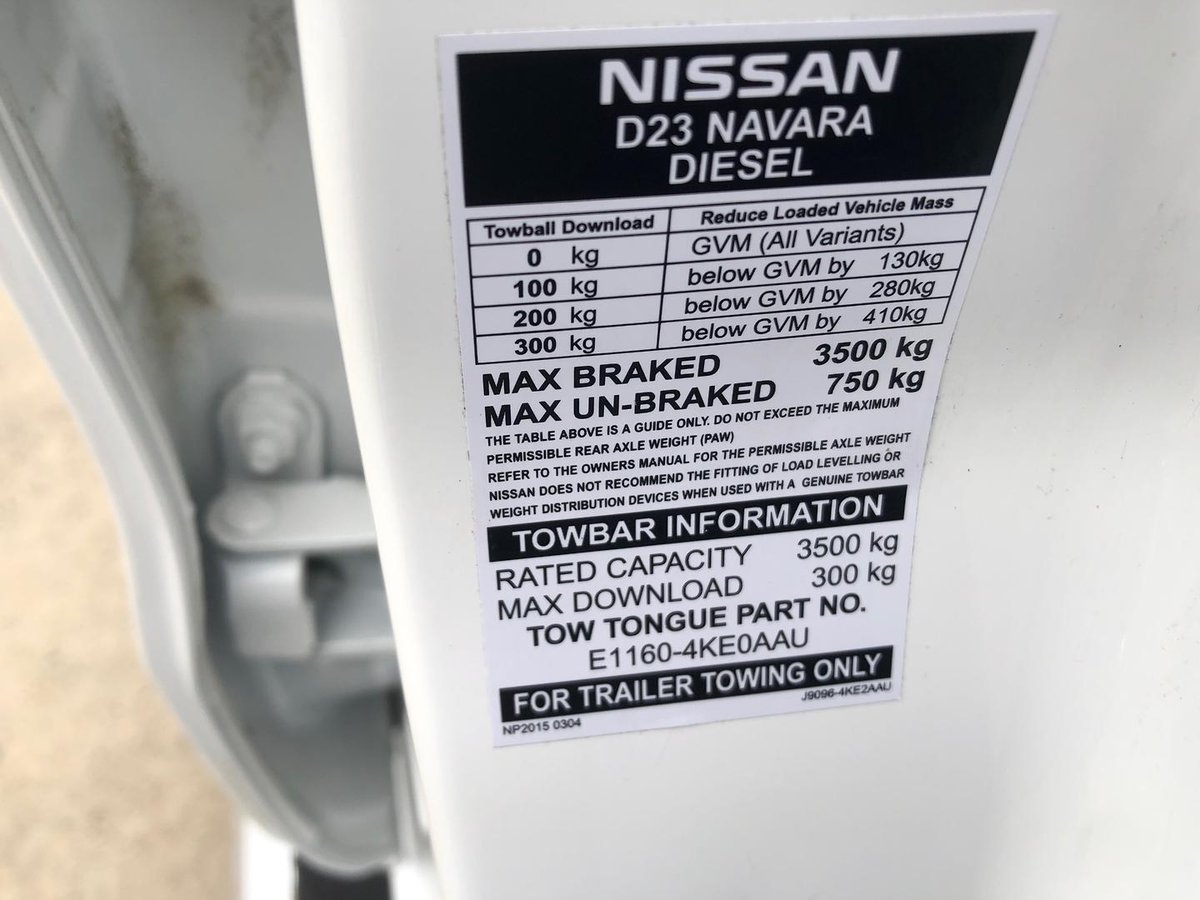 NISSAN
D23 NAVARA
DIESEL
Towball Download Reduce Loaded Vehicle Mass
0 kg GVM (All Variants)
100 kg below GVM by 130kg
200 kg below GVM by 280kg
300 kg below GVM by 410kg
MAX BRAKED 3500 kg
MAX UN-BRAKED 750 kg
THE TABLE ABOVE IS A GUIDE ONLY. DO NOT EXCEED THE MAXIMUM
PERMISSIBLE REAR AXLE WEIGHT (PAW)
REFER TO THE OWNERS MANUAL FOR THE PERMISSIBLE AXLE WEIGHT
NISSAN DOES NOT RECOMMEND THE FITTING OF LOAD LEVELLING OR
WEIGHT DISTRIBUTION DEVICES WHEN USED WITH A GENUINE TOWBAR
TOWBAR INFORMATION
RATED CAPACITY 3500 kg
MAX DOWNLOAD 300 kg
TOW TONGUE PART NO.
E1160-4KE0AAU
FOR TRAILER TOWING ONLY
NP2015 0304 J9096-4KE2AAU